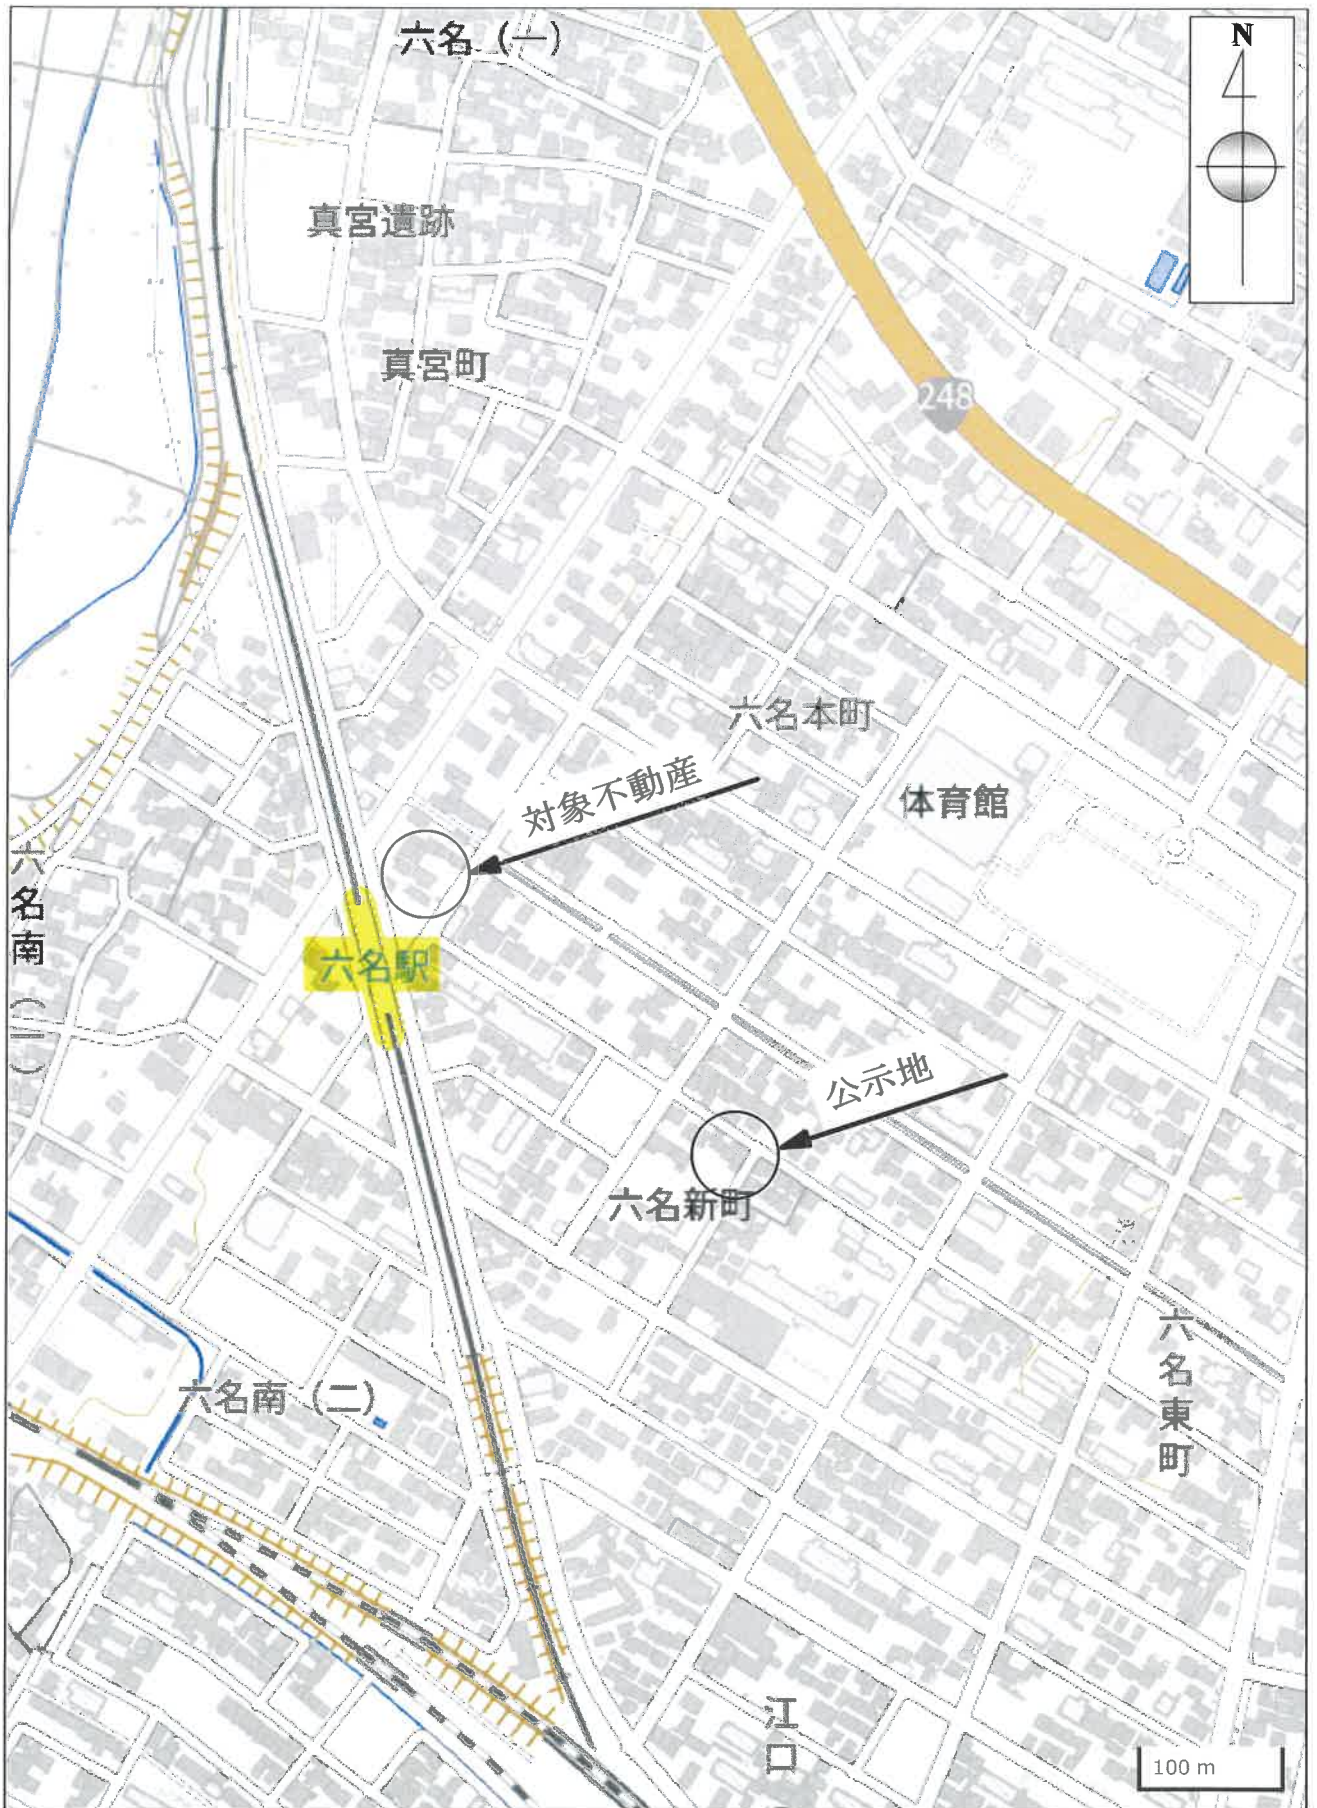 六名（一）
N
真宮遺跡
真宮町
248
六名本町
対象不動産
体育館
六名南（一）
六名駅
公示地
六名新町
六名東町
六名南（二）
江口
100 m